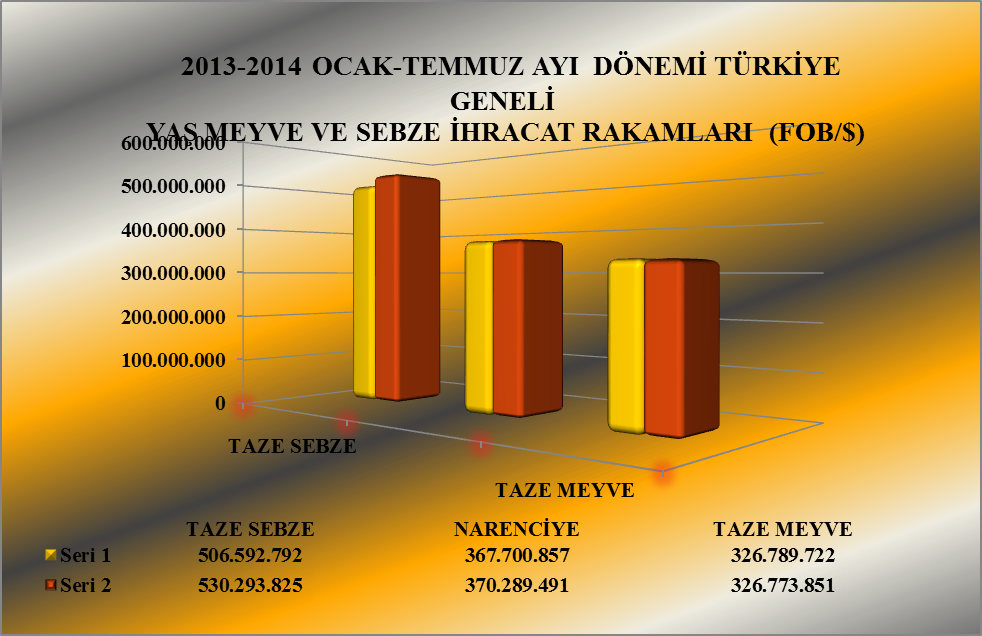 2013-2014 OCAK-TEMMUZ AYI DÖNEMİ TÜRKİYE
GENELİ
YAŞ MEYVE VE SEBZE İHRACAT RAKAMLARI (FOB/$)
600.000.000
500.000.000
400.000.000
300.000.000
200.000.000
100.000.000
0
TAZE SEBZE
TAZE MEYVE
TAZE SEBZE NARENCİYE TAZE MEYVE
Seri 1 506.592.792 367.700.857 326.789.722
Seri 2 530.293.825 370.289.491 326.773.851